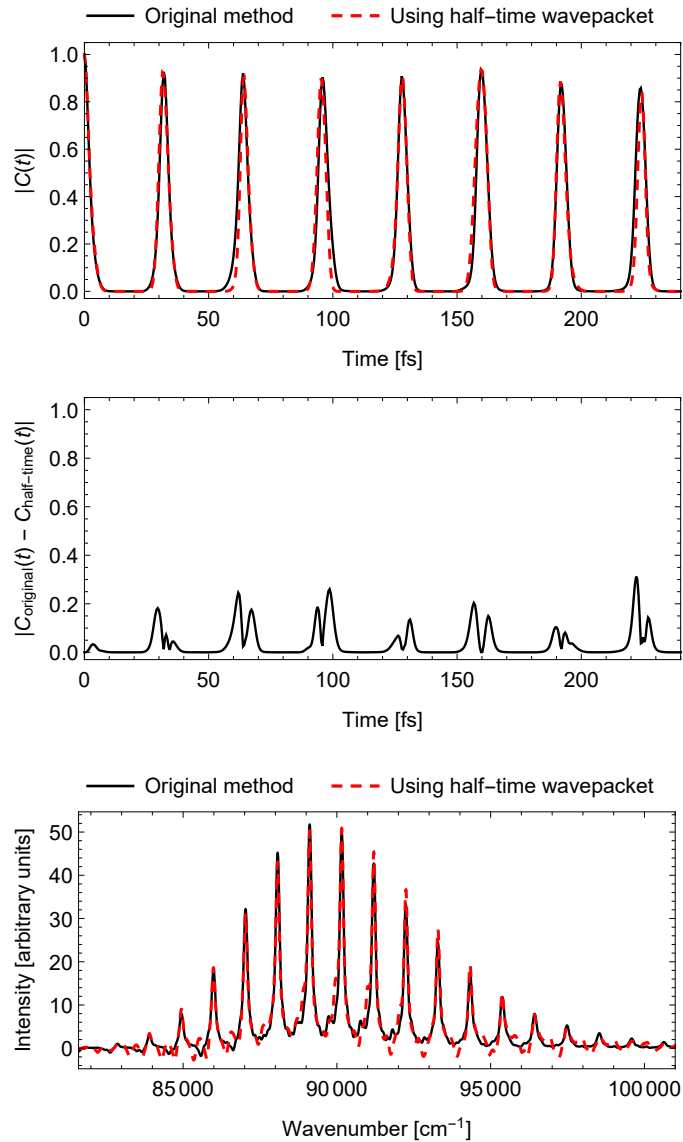 Original method Using half-time wavepacket
|C(t)|
1.0
0.8
0.6
0.4
0.2
0.0
0 50 100 150 200
Time [fs]
|Coriginal(t) − Chalf-time(t)|
1.0
0.8
0.6
0.4
0.2
0.0
0 50 100 150 200
Time [fs]
Original method Using half-time wavepacket
Intensity [arbitrary units]
50
40
30
20
10
0
85 000 90 000 95 000 100 000
Wavenumber [cm⁻¹]